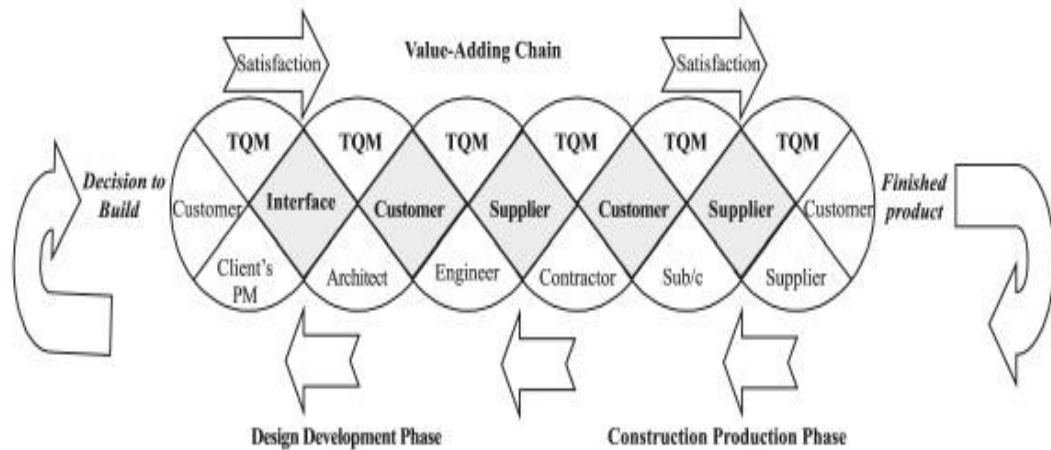 Value-Adding Chain
Satisfaction
Satisfaction
TQM
TQM
TQM
TQM
TQM
TQM
Decision to
Build
Customer
Interface
Customer
Supplier
Customer
Supplier
Customer
Finished
product
Client's
PM
Architect
Engineer
Contractor
Sub/c
Supplier
Design Development Phase
Construction Production Phase